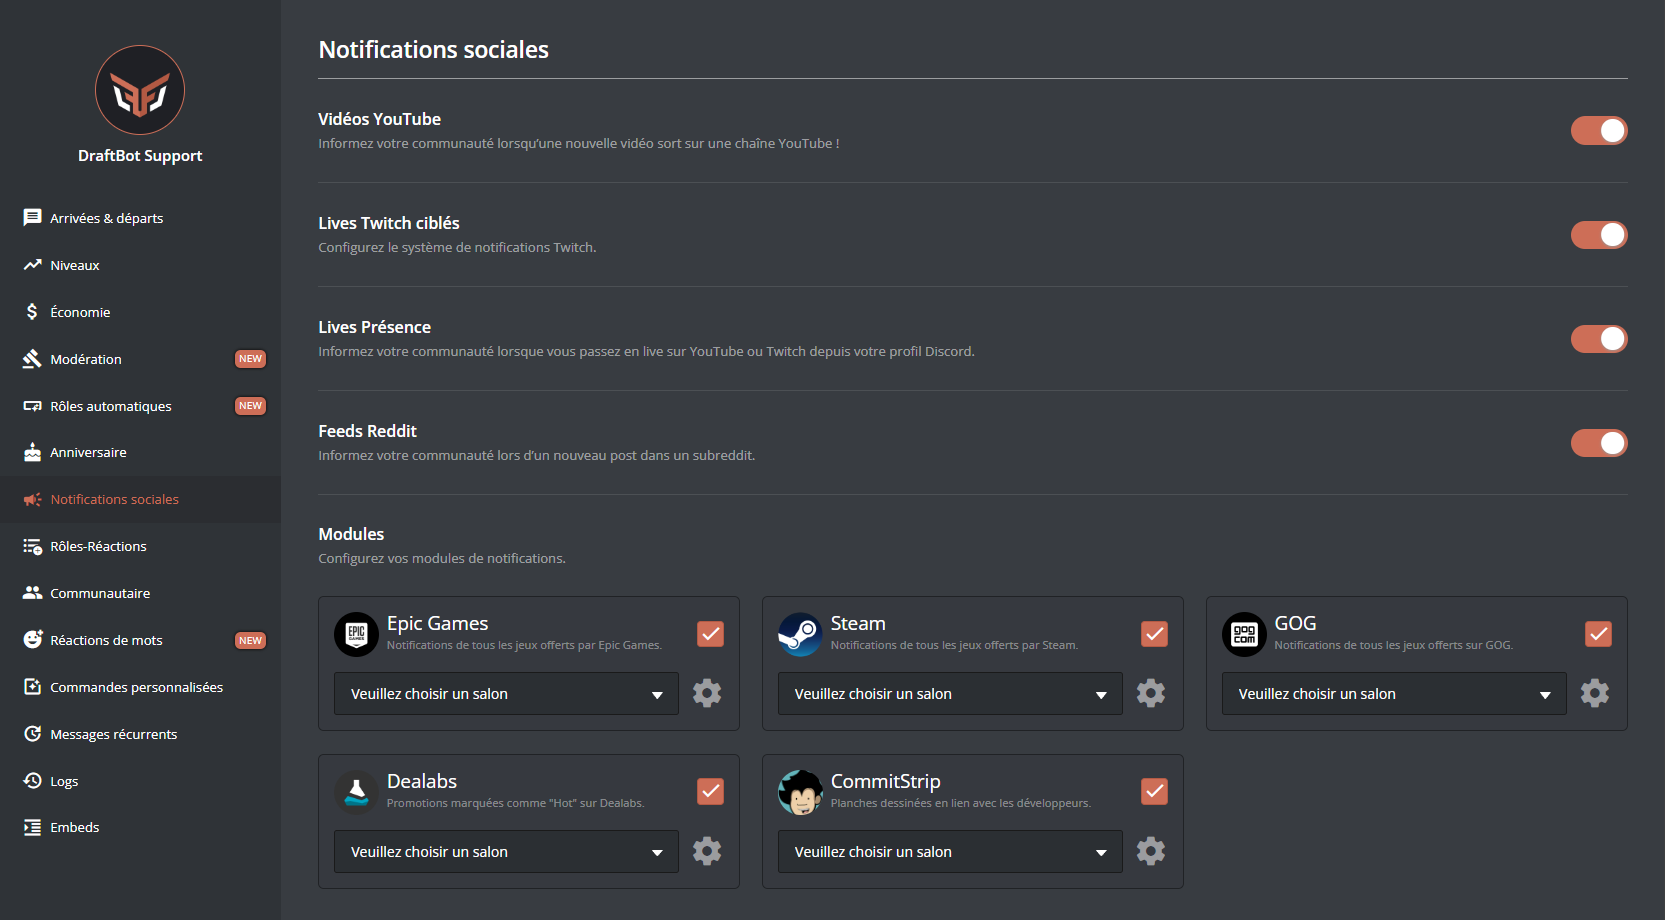 DraftBot Support
Arrivées & départs
Niveaux
Économie
Modération NEW
Rôles automatiques NEW
Anniversaire
Notifications sociales
Rôles-Réactions
Communautaire
Réactions de mots NEW
Commandes personnalisées
Messages récurrents
Logs
Embeds
Notifications sociales
Vidéos YouTube
Informez votre communauté lorsqu'une nouvelle vidéo sort sur une chaîne YouTube !
Lives Twitch ciblés
Configurez le système de notifications Twitch.
Lives Présence
Informez votre communauté lorsque vous passez en live sur YouTube ou Twitch depuis votre profil Discord.
Feeds Reddit
Informez votre communauté lors d'un nouveau post dans un subreddit.
Modules
Configurez vos modules de notifications.
EPIC
GAMES
Epic Games
Notifications de tous les jeux offerts par Epic Games.
Veuillez choisir un salon
Steam
Notifications de tous les jeux offerts par Steam.
Veuillez choisir un salon
gog
com
GOG
Notifications de tous les jeux offerts sur GOG.
Veuillez choisir un salon
Dealabs
Promotions marquées comme "Hot" sur Dealabs.
Veuillez choisir un salon
CommitStrip
Planches dessinées en lien avec les développeurs.
Veuillez choisir un salon